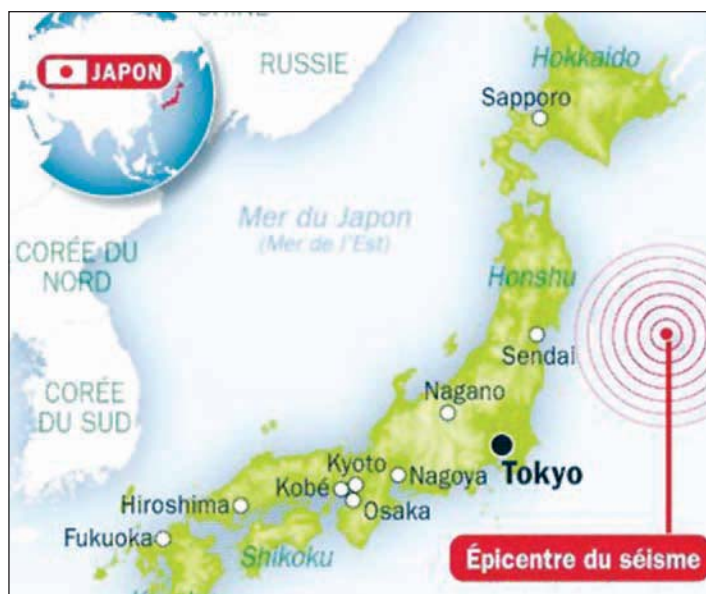 CHINE
JAPON
RUSSIE
Hokkaido
Sapporo
Mer du Japon
(Mer de l'Est)
CORÉE DU
NORD
Honshu
Sendai
CORÉE
DU SUD
Nagano
Kyoto
Kobé
Nagoya
Tokyo
Hiroshima
Osaka
Fukuoka
Shikoku
Épicentre du séisme